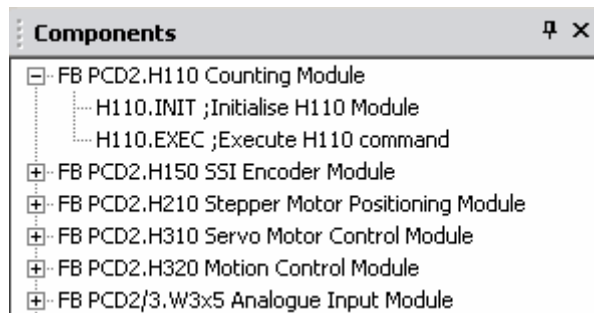 Components
FB PCD2.H110 Counting Module
H110.INIT ;Initialise H110 Module
H110.EXEC ;Execute H110 command
FB PCD2.H150 SSI Encoder Module
FB PCD2.H210 Stepper Motor Positioning Module
FB PCD2.H310 Servo Motor Control Module
FB PCD2.H320 Motion Control Module
FB PCD2/3.W3x5 Analogue Input Module